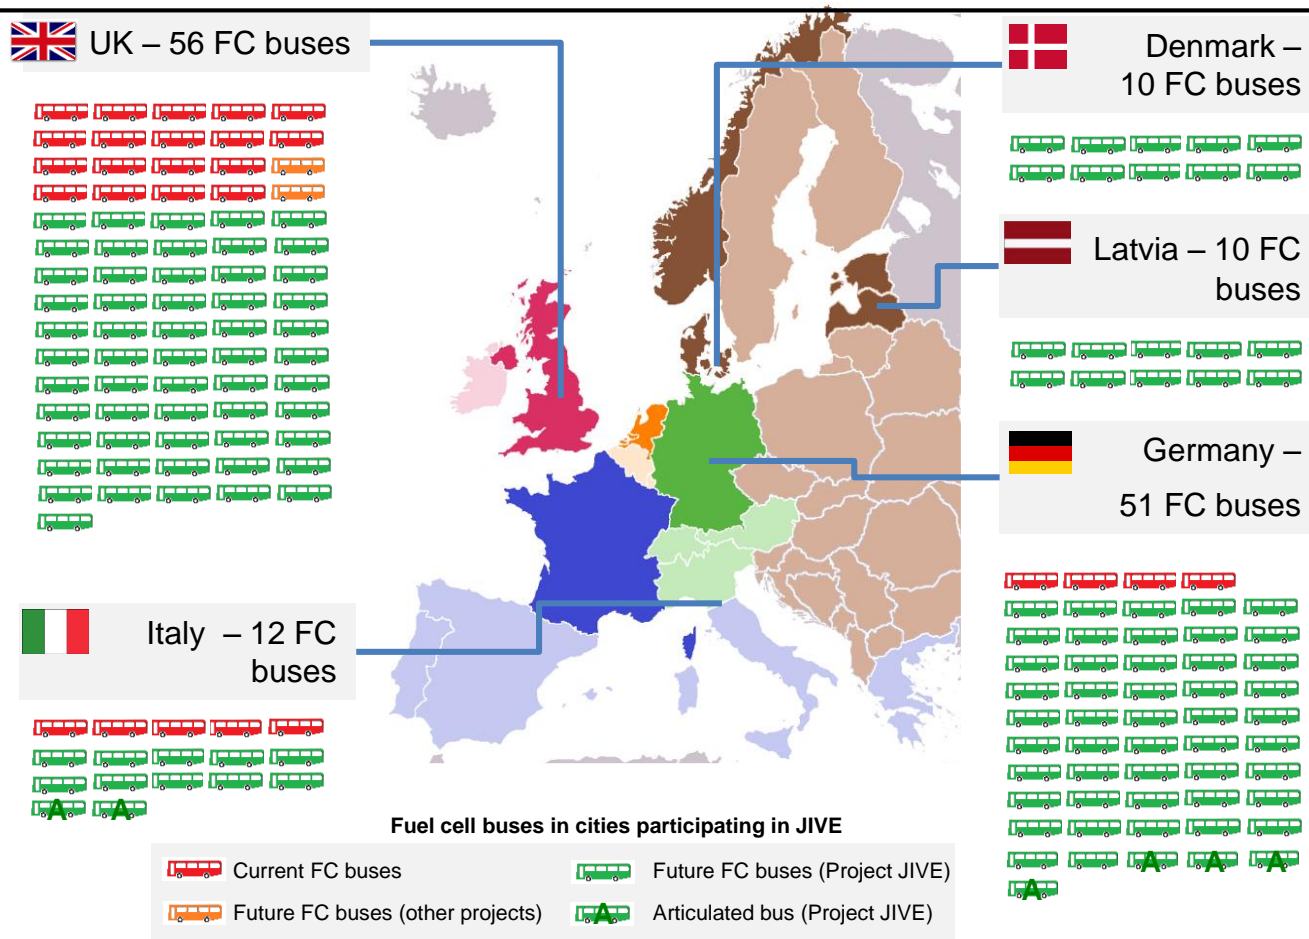 UK – 56 FC buses
Denmark –
10 FC buses
Latvia – 10 FC
buses
Germany –
51 FC buses
Italy – 12 FC
buses
A A
A A A
A
Fuel cell buses in cities participating in JIVE
Current FC buses
Future FC buses (Project JIVE)
Future FC buses (other projects)
A Articulated bus (Project JIVE)